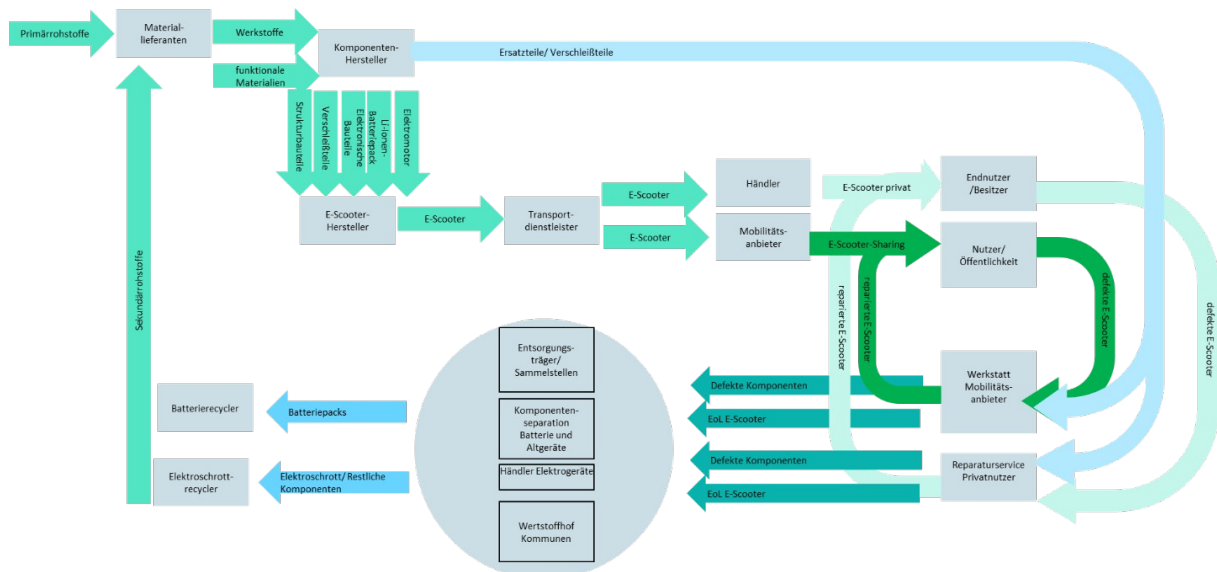 Primärrohstoffe
Material-
lieferanten
Werkstoffe
funktionale
Materialien
Komponenten-
Hersteller
Ersatzteile/ Verschleißteile
Strukturbauteile
Verschleißteile
Elektronische
Bauteile
Li-Ionen-
Batteriepack
Elektromotor
E-Scooter-
Hersteller
E-Scooter
Transport-
dienstleister
E-Scooter
E-Scooter
Händler
Mobilitäts-
anbieter
E-Scooter privat
E-Scooter-Sharing
Endnutzer
/Besitzer
Nutzer/
Öffentlichkeit
defekte E-Scooter
defekte E-Scooter
reparierte E-Scooter
reparierte E-Scooter
Werkstatt
Mobilitäts-
anbieter
Reparaturservice
Privatnutzer
Defekte Komponenten
EoL E-Scooter
Defekte Komponenten
EoL E-Scooter
Entsorgungs-
träger/
Sammelstellen
Komponenten-
separation
Batterie und
Altgeräte
Händler Elektrogeräte
Wertstoffhof
Kommunen
Batteriepacks
Elektroschrott/ Restliche
Komponenten
Batterierecycler
Elektroschrott-
recycler
Sekundärrohstoffe